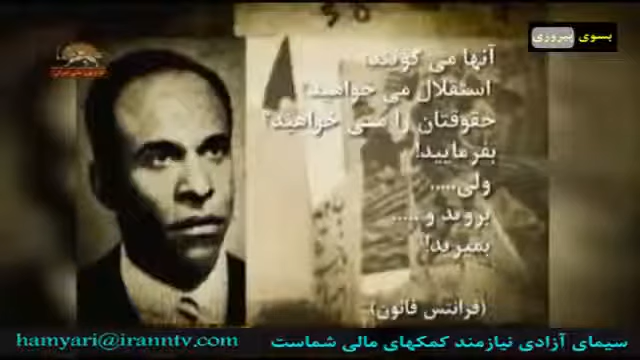 بسوی پیروزی
آنها می گویند:
استقلال می خواهید؟
حقوقتان را می خواهید؟
بفرمایید!
ولی.....
بروید و .....
بمیرید!
(فرانتس فانون)
سیمای آزادی نیازمند کمکهای مالی شماست
hamyari@iranntv.com